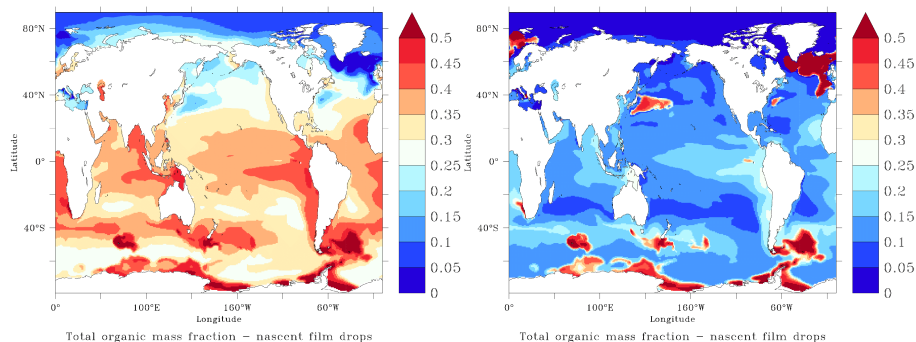 80°N
40°N
0°
40°S
Latitude
0°
100°E
160°W
60°W
Longitude
0.5
0.45
0.4
0.35
0.3
0.25
0.2
0.15
0.1
0.05
0
Total organic mass fraction – nascent film drops
80°N
40°N
0°
40°S
Latitude
0°
100°E
160°W
60°W
Longitude
0.5
0.45
0.4
0.35
0.3
0.25
0.2
0.15
0.1
0.05
0
Total organic mass fraction – nascent film drops